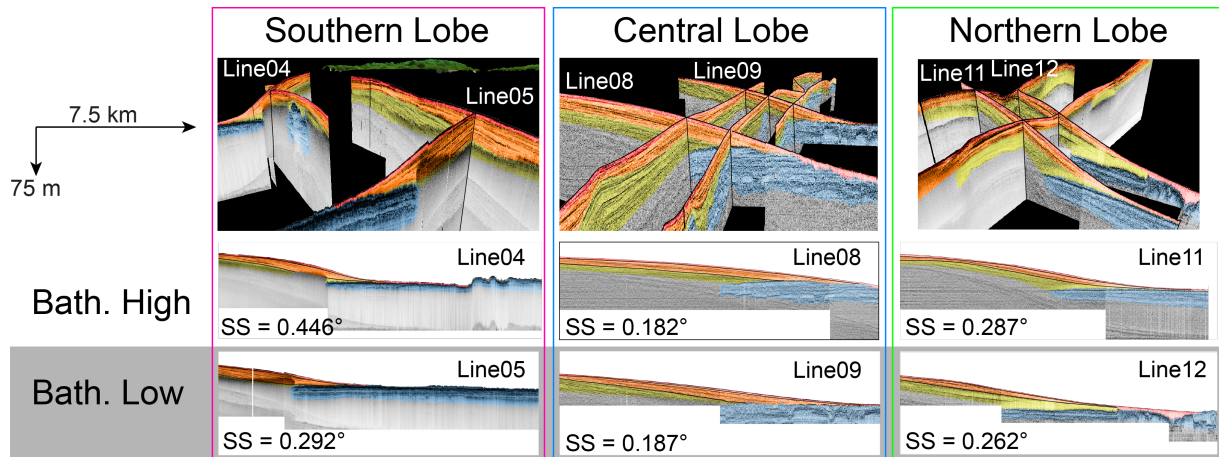 Southern Lobe
Central Lobe
Northern Lobe
Line04
Line05
Line08
Line09
Line11
Line12
7.5 km
75 m
Bath. High
Line04
SS = 0.446°
Line08
SS = 0.182°
Line11
SS = 0.287°
Bath. Low
Line05
SS = 0.292°
Line09
SS = 0.187°
Line12
SS = 0.262°